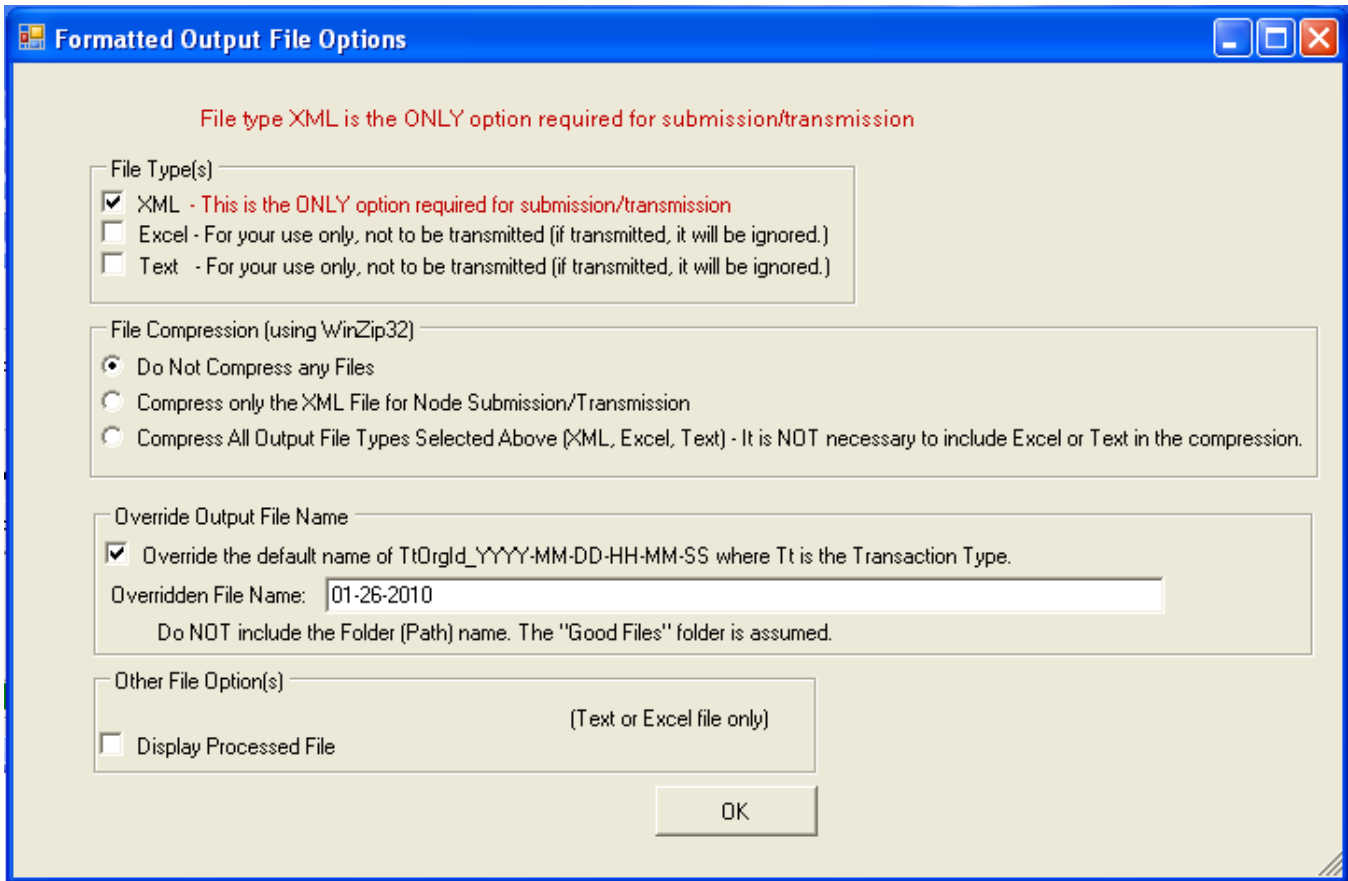 Formatted Output File Options
File type XML is the ONLY option required for submission/transmission
File Type(s)
XML - This is the ONLY option required for submission/transmission
Excel - For your use only, not to be transmitted (if transmitted, it will be ignored.)
Text - For your use only, not to be transmitted (if transmitted, it will be ignored.)
File Compression (using WinZip32)
Do Not Compress any Files
Compress only the XML File for Node Submission/Transmission
Compress All Output File Types Selected Above (XML, Excel, Text) - It is NOT necessary to include Excel or Text in the compression.
Override Output File Name
Override the default name of TtOrgId_YYYY-MM-DD-HH-MM-SS where Tt is the Transaction Type.
Overridden File Name: 01-26-2010
Do NOT include the Folder (Path) name. The "Good Files" folder is assumed.
Other File Option(s)
(Text or Excel file only)
Display Processed File
OK